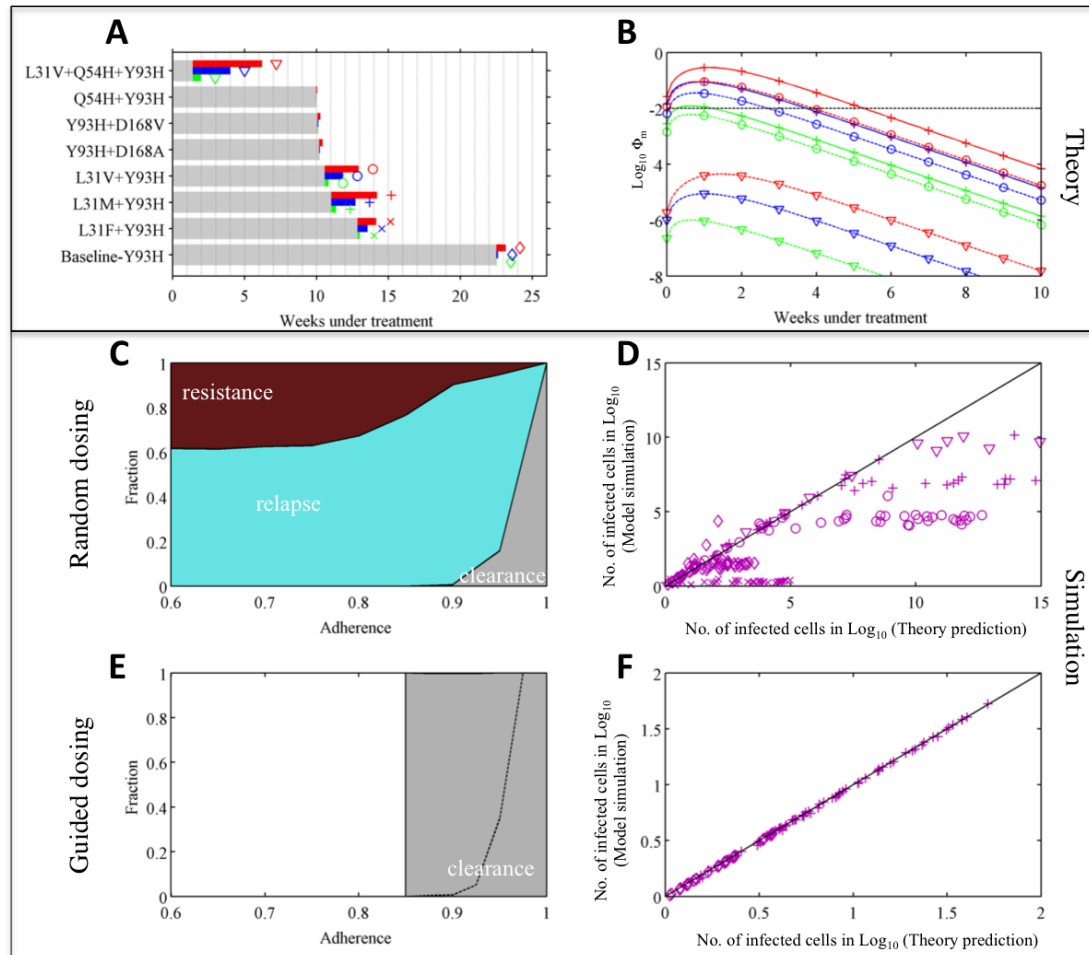 A
L31V+Q54H+Y93H
Q54H+Y93H
Y93H+D168V
Y93H+D168A
L31V+Y93H
L31M+Y93H
L31F+Y93H
Baseline-Y93H
0 5 10 15 20 25
Weeks under treatment
B
0
-2
-4
-6
-8
Log10 Φm
0 2 4 6 8 10
Weeks under treatment
Theory
Random dosing
C
1
0.8
0.6
0.4
0.2
0
Fraction
resistance
relapse
clearance
0.6 0.7 0.8 0.9 1
Adherence
D
15
10
5
0
No. of infected cells in Log10
(Model simulation)
0 5 10 15
No. of infected cells in Log10 (Theory prediction)
Simulation
Guided dosing
E
1
0.8
0.6
0.4
0.2
0
Fraction
clearance
0.6 0.7 0.8 0.9 1
Adherence
F
2
1.5
1
0.5
0
No. of infected cells in Log10
(Model simulation)
0 0.5 1 1.5 2
No. of infected cells in Log10 (Theory prediction)